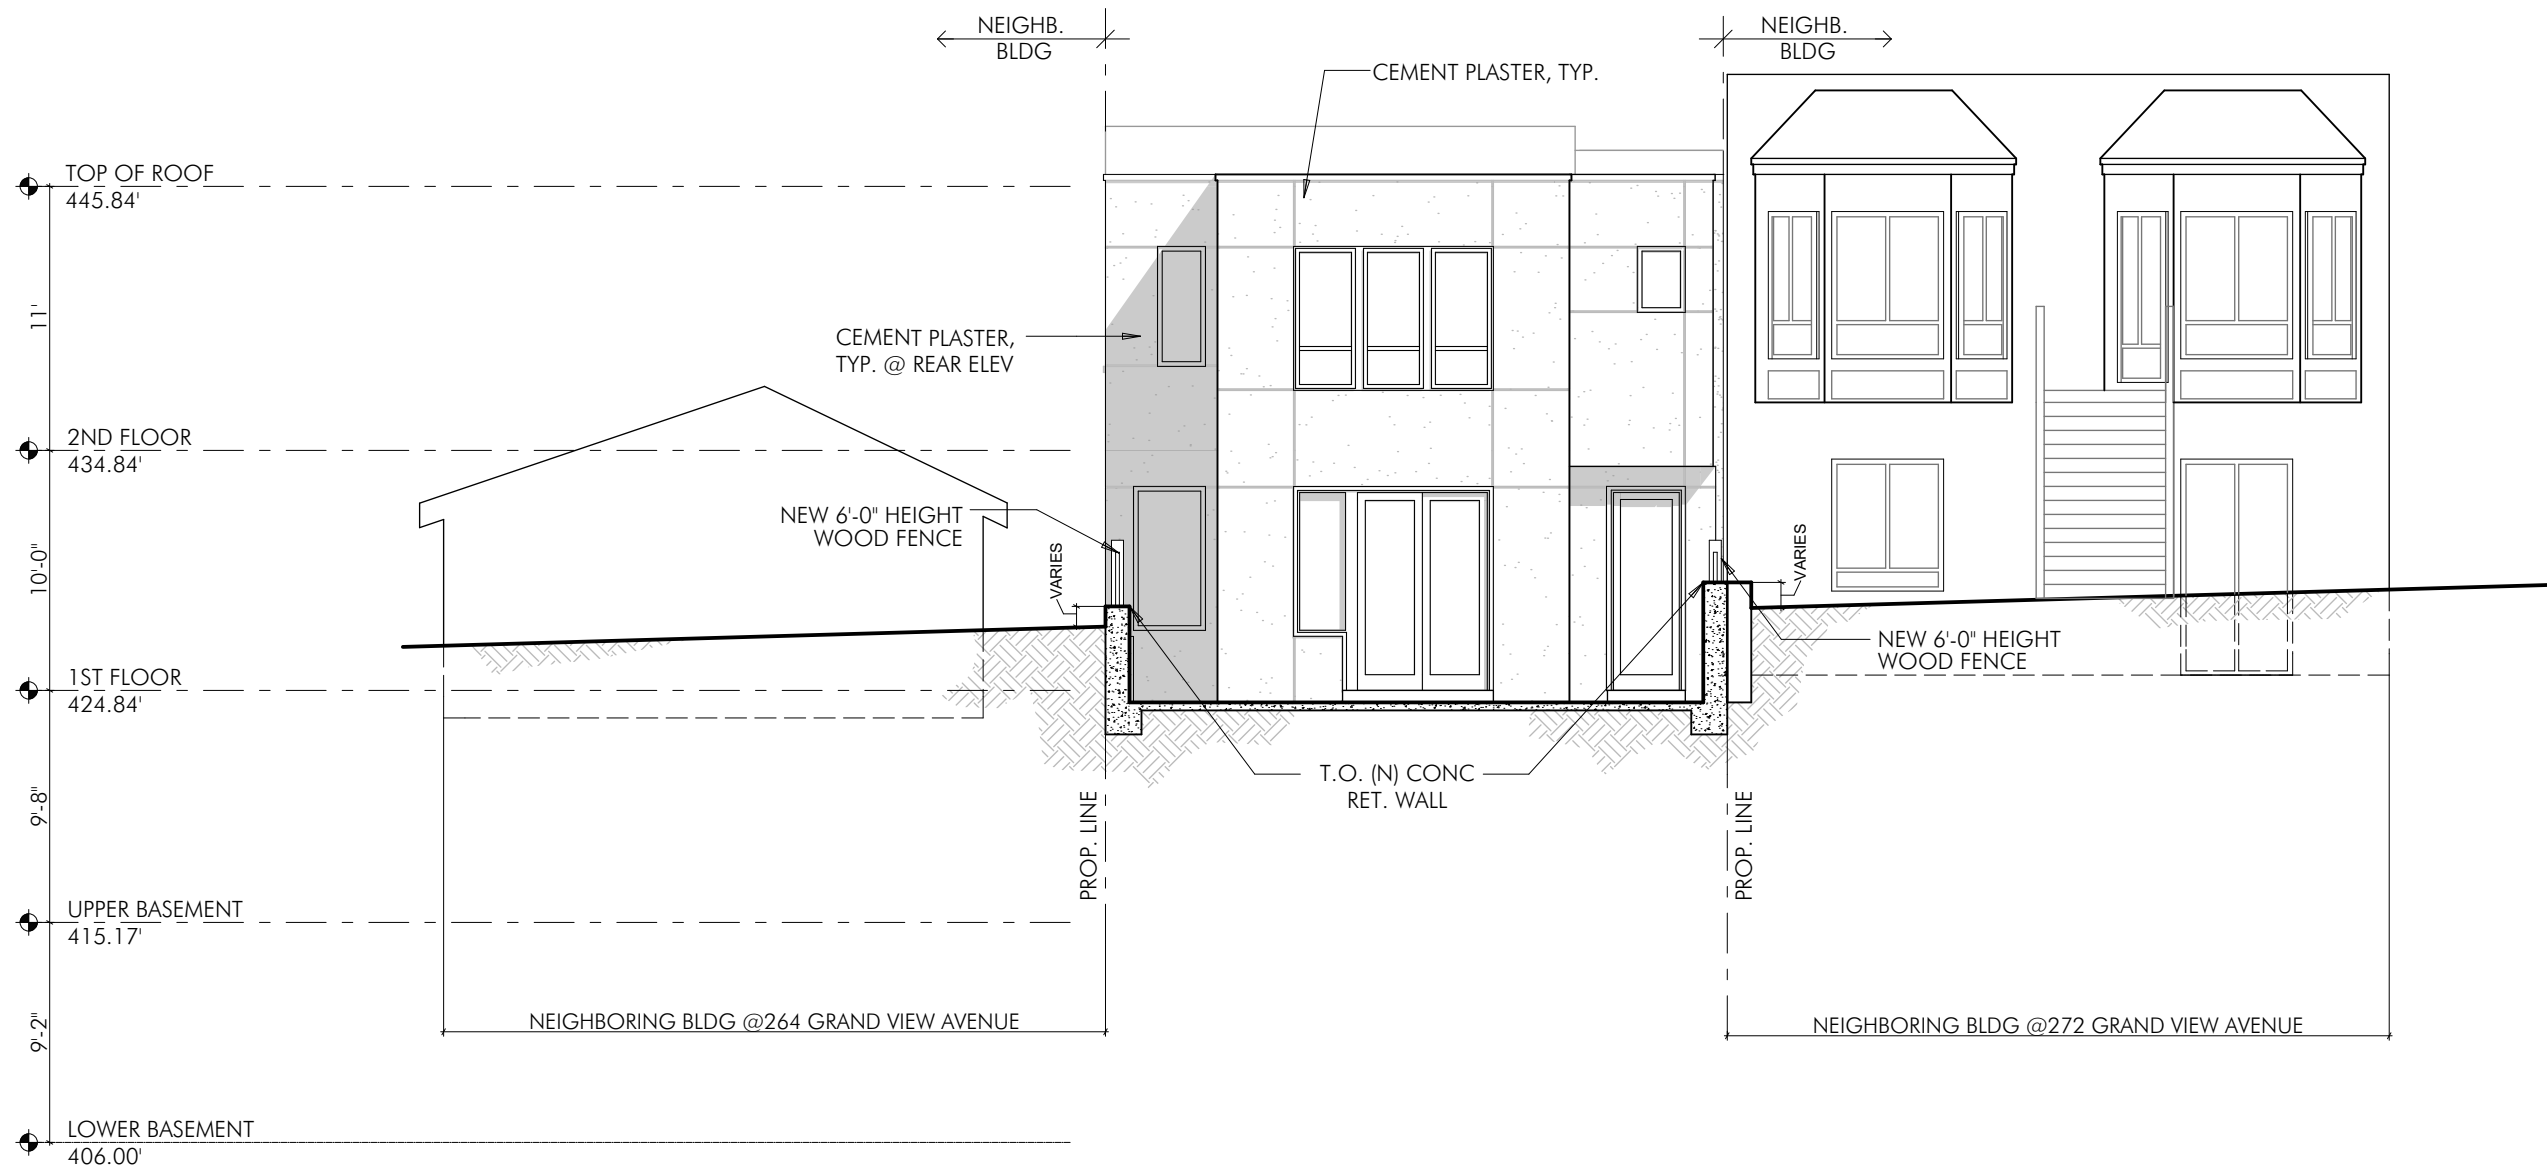 NEIGHB.
BLDG
NEIGHB.
BLDG
CEMENT PLASTER, TYP.
TOP OF ROOF
445.84'
11'
CEMENT PLASTER,
TYP. @ REAR ELEV
2ND FLOOR
434.84'
NEW 6'-0" HEIGHT
WOOD FENCE
VARIES
VARIES
10'-0"
NEW 6'-0" HEIGHT
WOOD FENCE
1ST FLOOR
424.84'
T.O. (N) CONC
RET. WALL
9'-8"
PROP. LINE
PROP. LINE
UPPER BASEMENT
415.17'
NEIGHBORING BLDG @264 GRAND VIEW AVENUE
NEIGHBORING BLDG @272 GRAND VIEW AVENUE
9'-2"
LOWER BASEMENT
406.00'